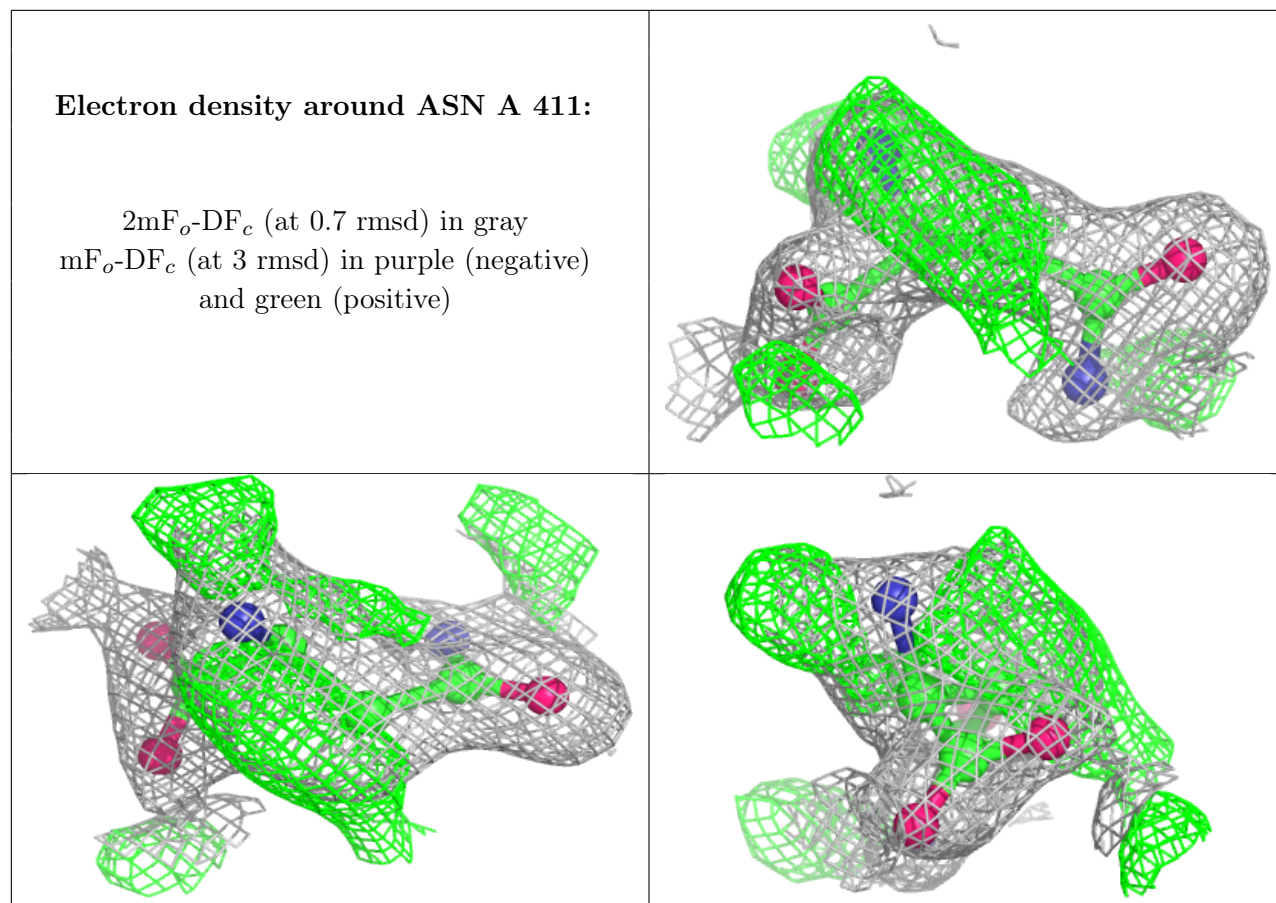 Electron density around ASN A 411:
2mFo-DFc (at 0.7 rmsd) in gray
mFo-DFc (at 3 rmsd) in purple (negative)
and green (positive)